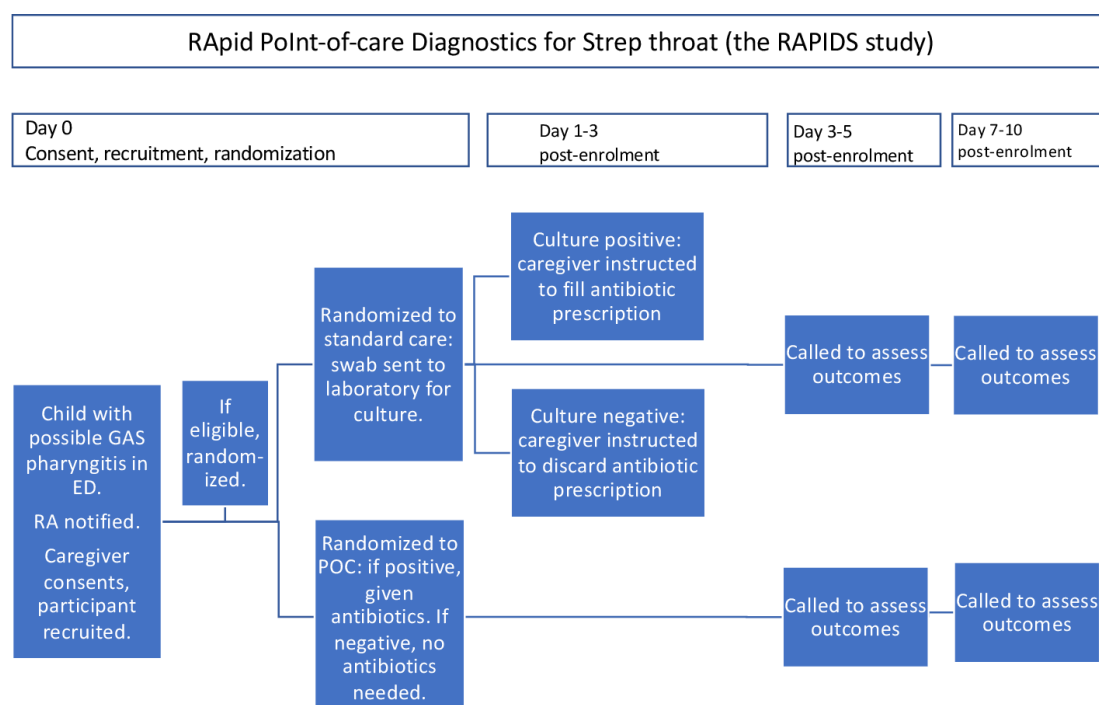 RApid PoInt-of-care Diagnostics for Strep throat (the RAPIDS study)
Day 0
Consent, recruitment, randomization
Day 1-3
post-enrolment
Day 3-5
post-enrolment
Day 7-10
post-enrolment
Child with
possible GAS
pharyngitis in
ED.
RA notified.
Caregiver
consents,
participant
recruited.
If
eligible,
random-
ized.
Randomized to
standard care:
swab sent to
laboratory for
culture.
Culture positive:
caregiver instructed
to fill antibiotic
prescription
Culture negative:
caregiver instructed
to discard antibiotic
prescription
Called to assess
outcomes
Called to assess
outcomes
Randomized to
POC: if positive,
given
antibiotics. If
negative, no
antibiotics
needed.
Called to assess
outcomes
Called to assess
outcomes